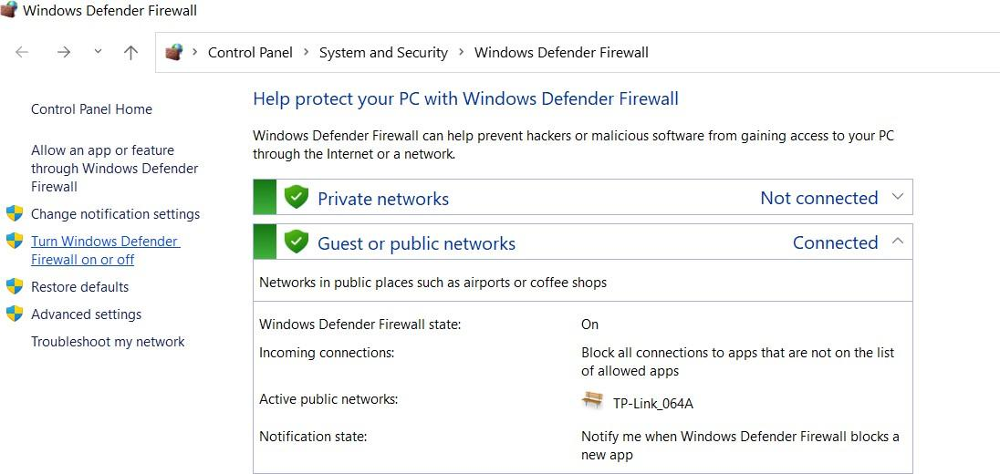 Windows Defender Firewall
Control Panel > System and Security > Windows Defender Firewall
Control Panel Home
Allow an app or feature
through Windows Defender
Firewall
Change notification settings
Turn Windows Defender
Firewall on or off
Restore defaults
Advanced settings
Troubleshoot my network
Help protect your PC with Windows Defender Firewall
Windows Defender Firewall can help prevent hackers or malicious software from gaining access to your PC
through the Internet or a network.
Private networks Not connected
Guest or public networks Connected
Networks in public places such as airports or coffee shops
Windows Defender Firewall state: On
Incoming connections: Block all connections to apps that are not on the list
of allowed apps
Active public networks: TP-Link_064A
Notification state: Notify me when Windows Defender Firewall blocks a
new app